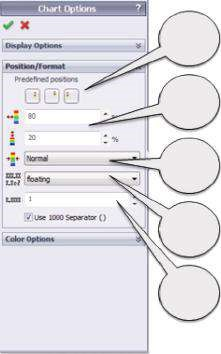 Chart Options ?
Display Options
Position/Format
Predefined positions
80
20 %
Normal
floating
1
Use 1000 Separator ()
Color Options